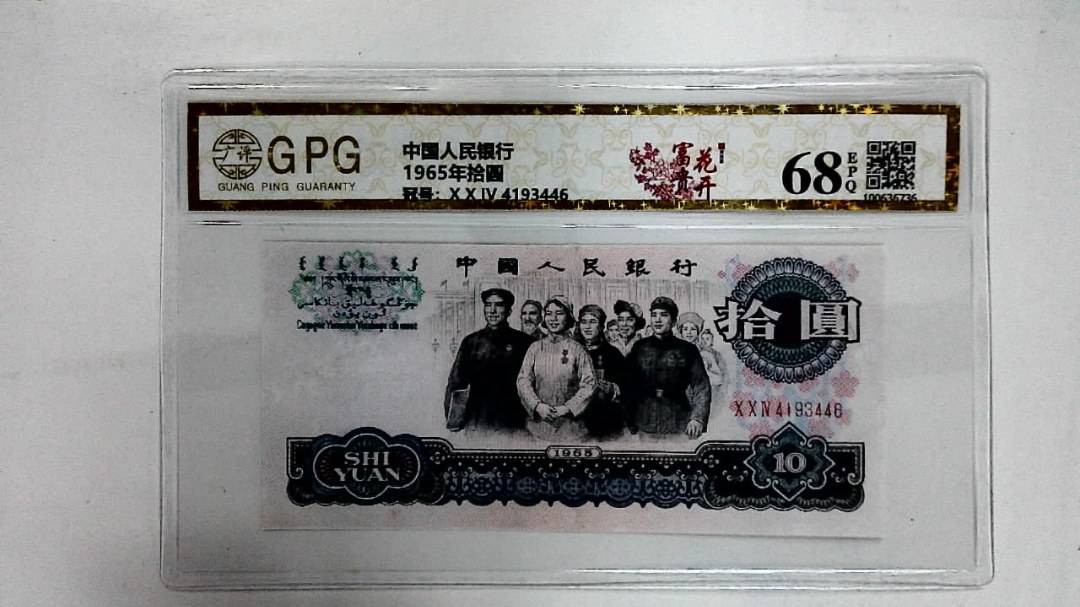 GPG
GUANG PING GUARANTY
中国人民银行
1965年拾圆
冠号：X X IV 4193446
富贵
花开
68 EPQ
100636736
中國人民銀行
拾圓
XXN4193446
1965
SHI
YUAN
10